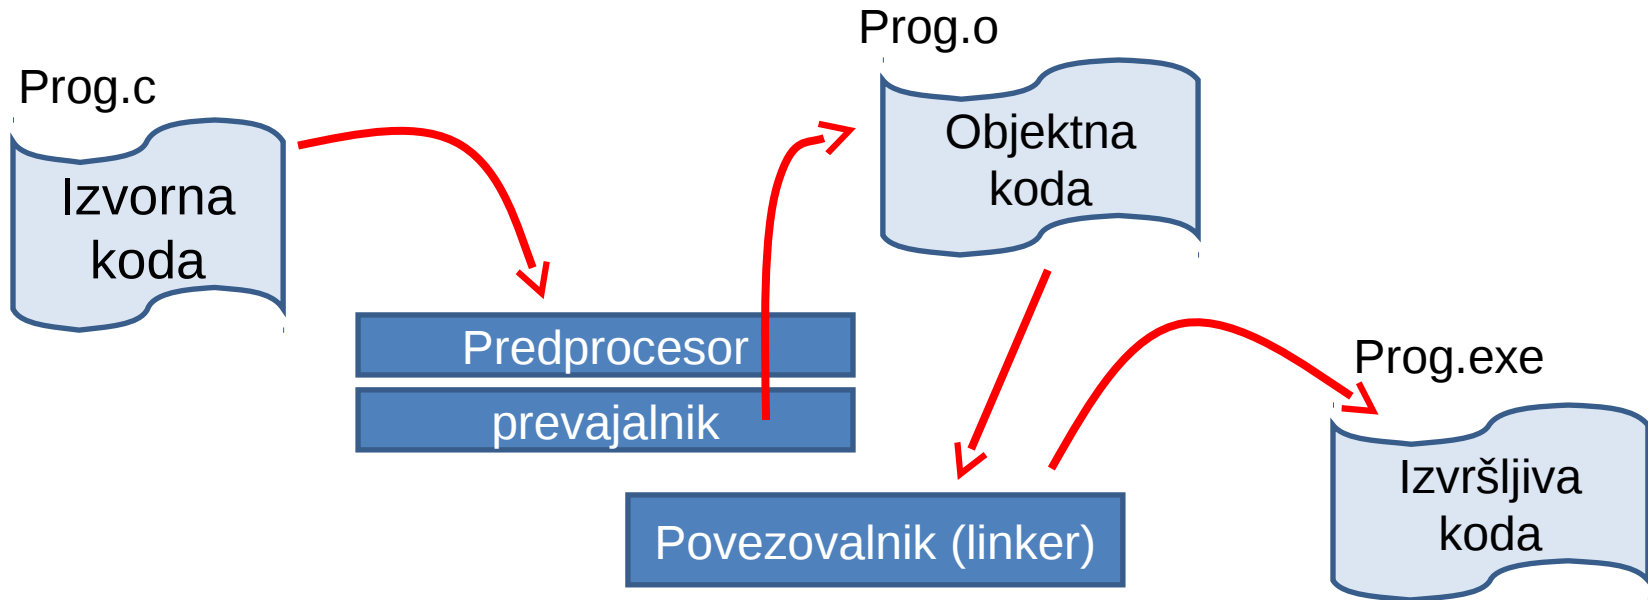 Prog.c
Izvorna
koda
Predprocesor
prevajalnik
Prog.o
Objektna
koda
Povezovalnik (linker)
Prog.exe
Izvršljiva
koda